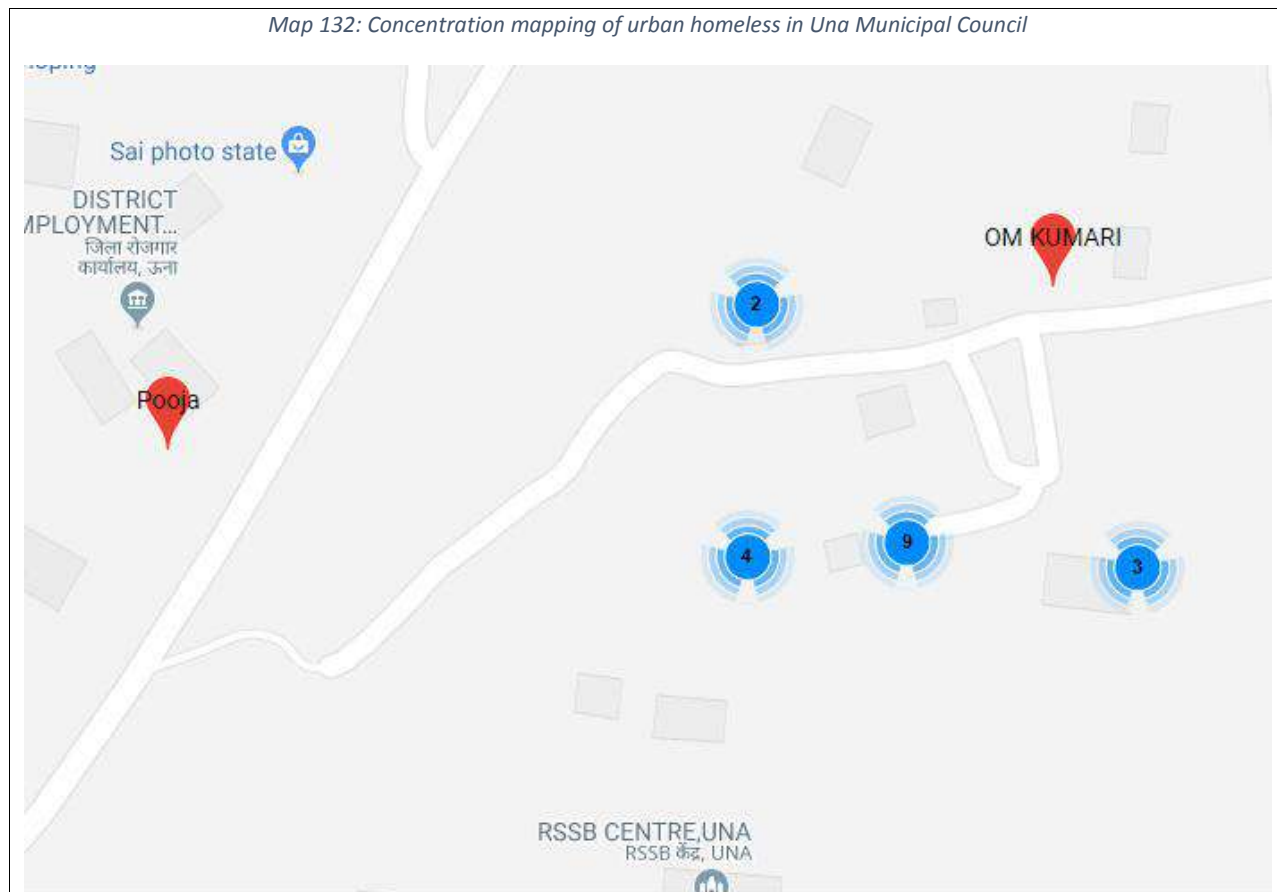 Map 132: Concentration mapping of urban homeless in Una Municipal Council
Sai photo state
DISTRICT
MPLOYMENT...
जिला रोजगार
कार्यालय, ऊना
OM KUMARI
2
Pooja
4
9
3
RSSB CENTRE,UNA
RSSB केंद्र, UNA